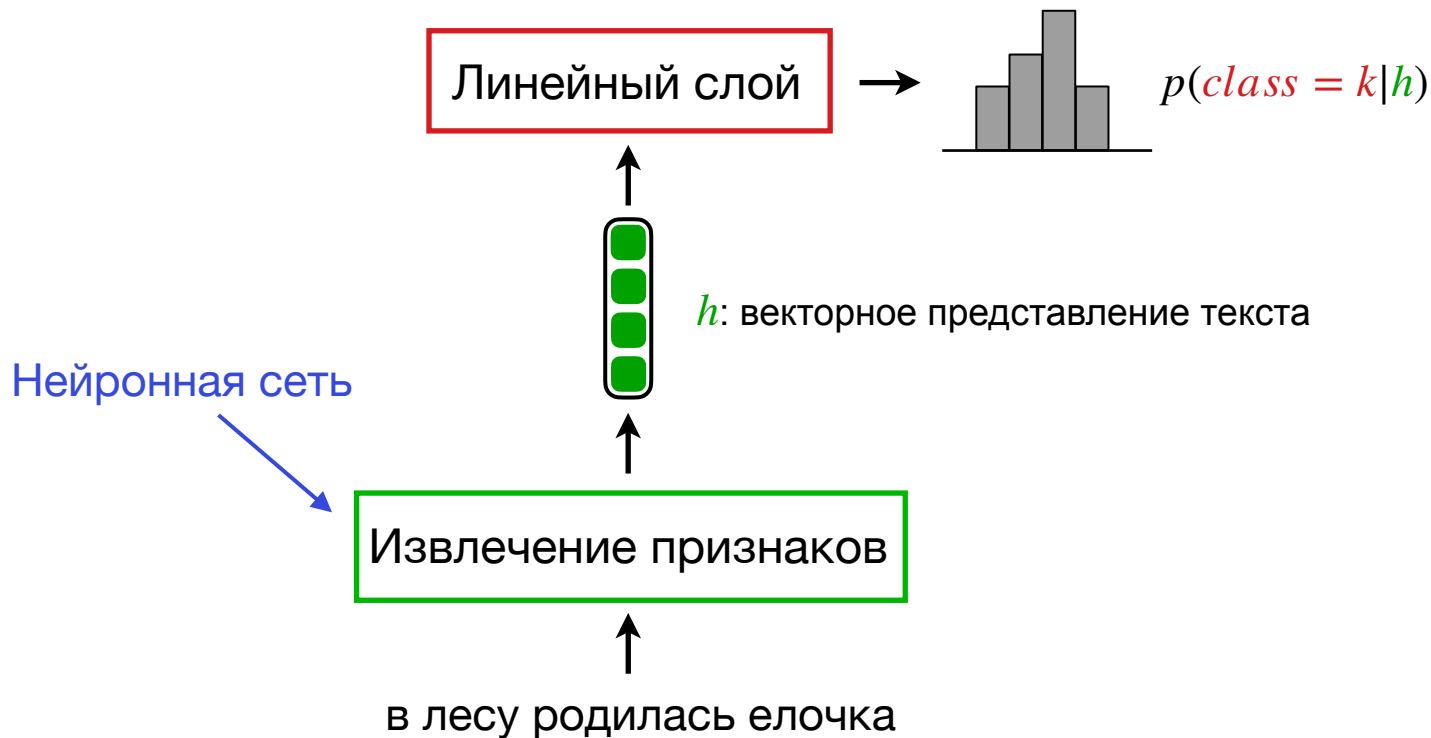 Линейный слой
p(class = k|h)
h: векторное представление текста
Нейронная сеть
Извлечение признаков
в лесу родилась елочка